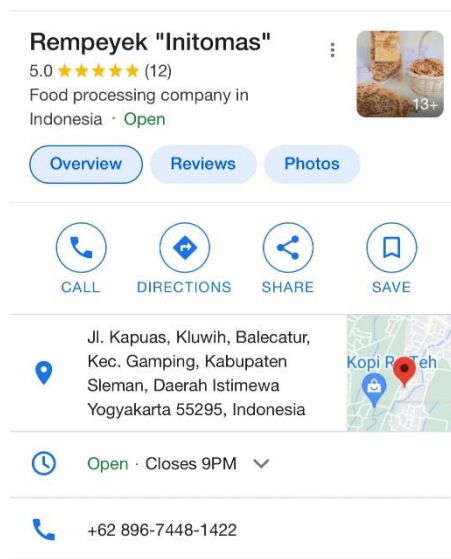 Rempeyek "Initomas"
5.0 ★★★★★ (12)
Food processing company in
Indonesia · Open
13+
Overview
Reviews
Photos
CALL
DIRECTIONS
SHARE
SAVE
Jl. Kapuas, Kluwih, Balecatur,
Kec. Gamping, Kabupaten
Sleman, Daerah Istimewa
Yogyakarta 55295, Indonesia
Kopi Teh
Open · Closes 9PM
+62 896-7448-1422